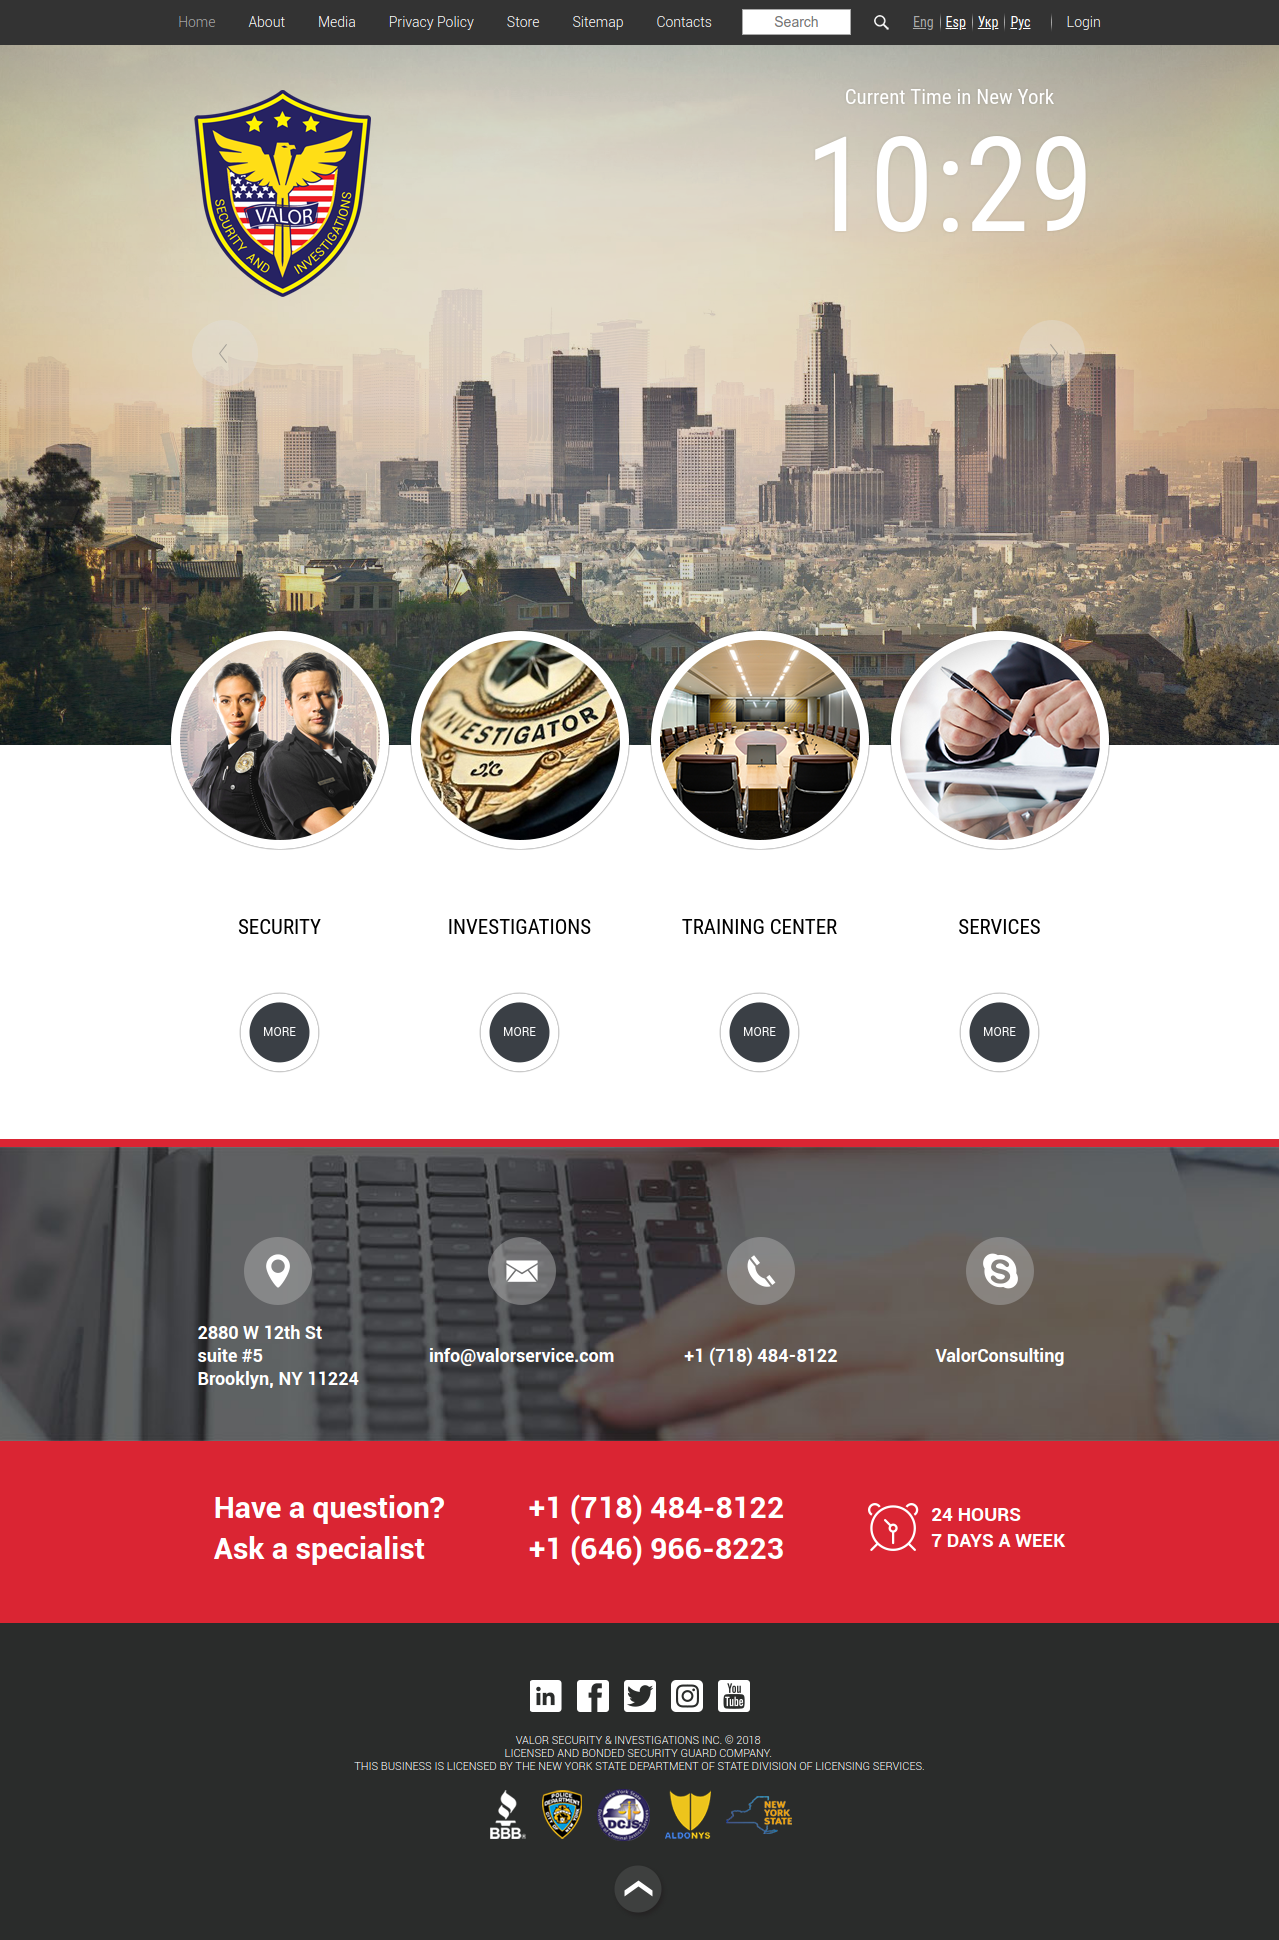 Home About Media Privacy Policy Store Sitemap Contacts Search Eng Esp Укр Рус Login
Current Time in New York
10:29
VALOR
SECURITY AND INVESTIGATIONS
INVESTIGATOR
SECURITY INVESTIGATIONS TRAINING CENTER SERVICES
MORE MORE MORE MORE
2880 W 12th St
suite #5
Brooklyn, NY 11224
info@valorservice.com
+1 (718) 484-8122
ValorConsulting
Have a question?
Ask a specialist
+1 (718) 484-8122
+1 (646) 966-8223
24 HOURS
7 DAYS A WEEK
in
You
Tube
VALOR SECURITY & INVESTIGATIONS INC. © 2018
LICENSED AND BONDED SECURITY GUARD COMPANY.
THIS BUSINESS IS LICENSED BY THE NEW YORK STATE DEPARTMENT OF STATE DIVISION OF LICENSING SERVICES.
BBB
POLICE
DEPARTMENT
DCJS
ALDONYS
NEW
YORK
STATE